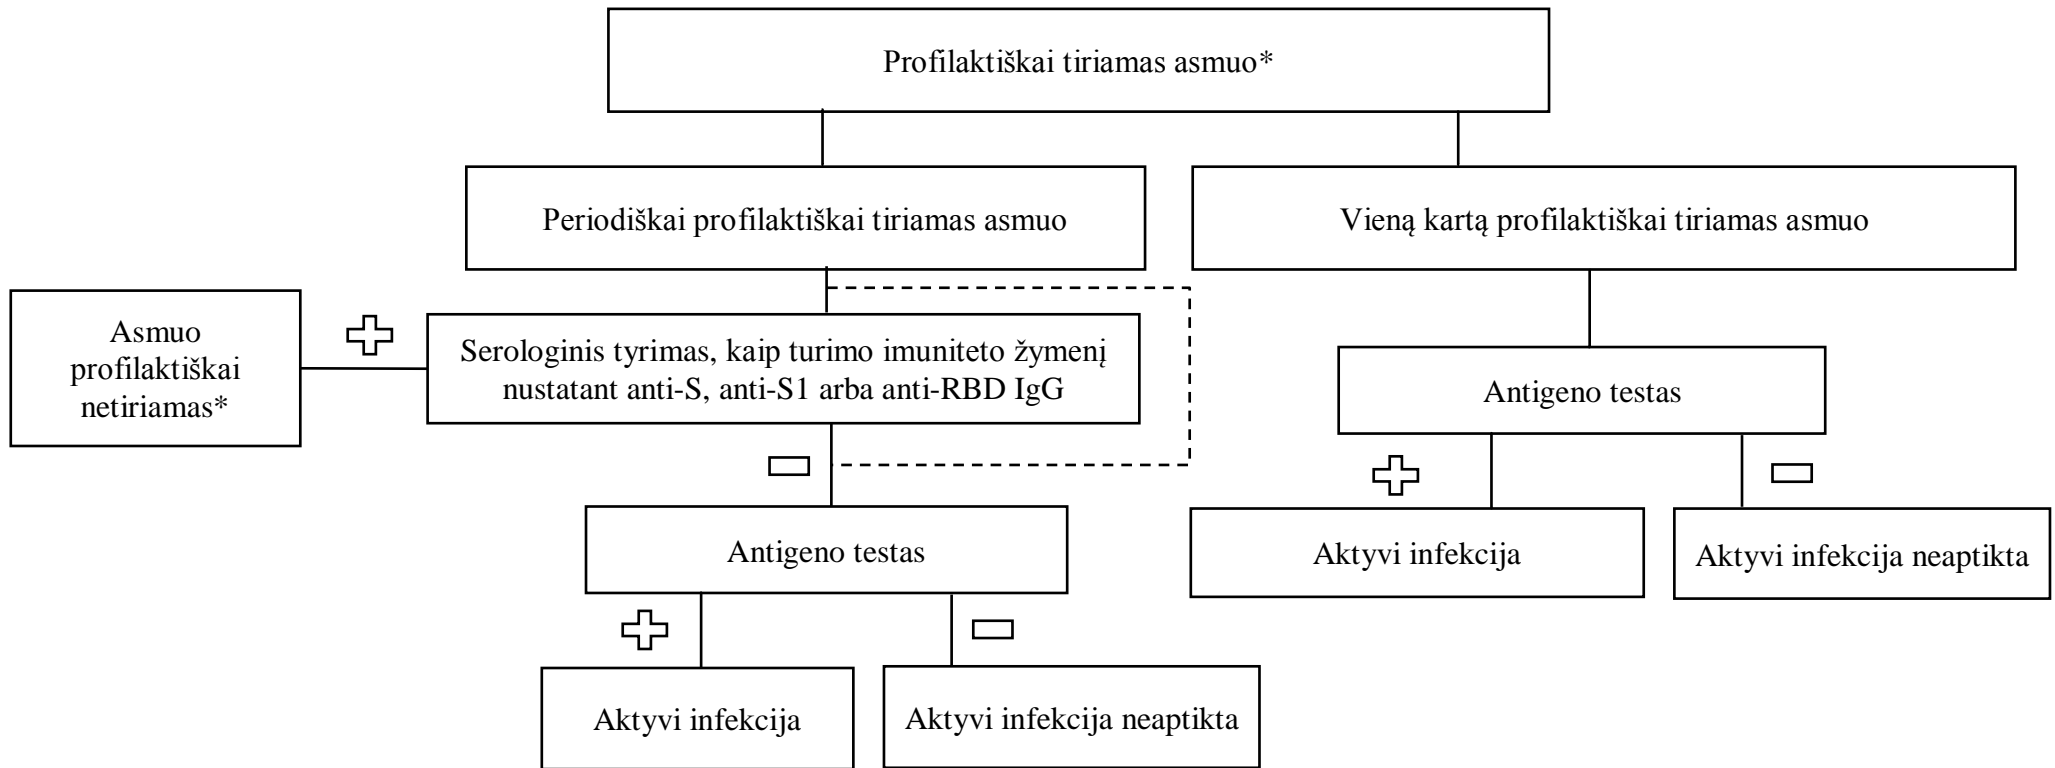 Profilaktiškai tiriamas asmuo*
Periodiškai profilaktiškai tiriamas asmuo
Vieną kartą profilaktiškai tiriamas asmuo
Asmuo
profilaktiškai
netiriamas*
Serologinis tyrimas, kaip turimo imuniteto žymenį
nustatant anti-S, anti-S1 arba anti-RBD IgG
Antigeno testas
Antigeno testas
Aktyvi infekcija
Aktyvi infekcija neaptikta
Aktyvi infekcija
Aktyvi infekcija neaptikta